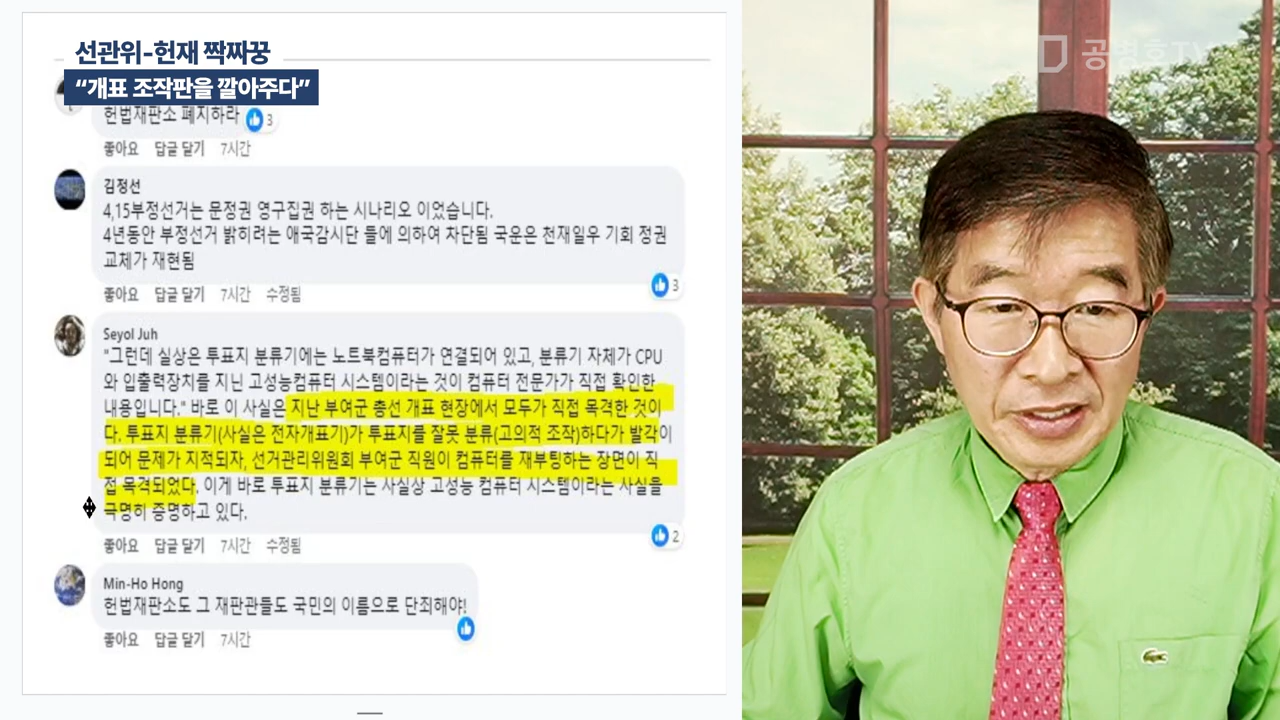 선관위-헌재 짝짜꿍
“개표 조작판을 깔아주다”
헌법재판소 폐지하라
3
좋아요 답글 달기 7시간
김정선
4,15부정선거는 문정권 영구집권 하는 시나리오 이었습니다.
4년동안 부정선거 밝히려는 애국감시단 들에 의하여 차단됨 국운은 천재일우 기회 정권
교체가 재현됨
3
좋아요 답글 달기 7시간 수정됨
Seyol Juh
"그런데 실상은 투표지 분류기에는 노트북컴퓨터가 연결되어 있고, 분류기 자체가 CPU
와 입출력장치를 지닌 고성능컴퓨터 시스템이라는 것이 컴퓨터 전문가가 직접 확인한
내용입니다." 바로 이 사실은 지난 부여군 총선 개표 현장에서 모두가 직접 목격한 것이
다. 투표지 분류기(사실은 전자개표기)가 투표지를 잘못 분류(고의적 조작)하다가 발각이
되어 문제가 지적되자, 선거관리위원회 부여군 직원이 컴퓨터를 재부팅하는 장면이 직
접 목격되었다. 이게 바로 투표지 분류기는 사실상 고성능 컴퓨터 시스템이라는 사실을
극명히 증명하고 있다.
2
좋아요 답글 달기 7시간 수정됨
Min-Ho Hong
헌법재판소도 그 재판관들도 국민의 이름으로 단죄해야!
좋아요 답글 달기 7시간
공병호TV